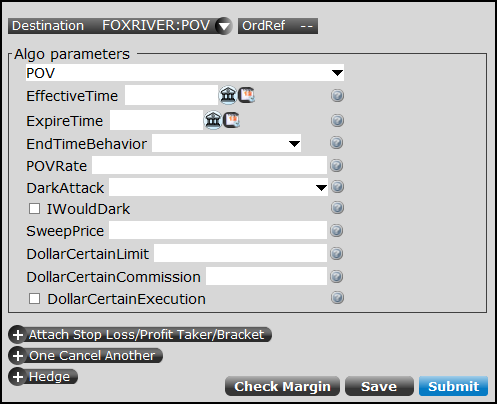 Destination FOXRIVER:POV OrdRef --
Algo parameters
POV
EffectiveTime
ExpireTime
EndTimeBehavior
POVRate
DarkAttack
IWouldDark
SweepPrice
DollarCertainLimit
DollarCertainCommission
DollarCertainExecution
Attach Stop Loss/Profit Taker/Bracket
One Cancel Another
Hedge
Check Margin Save Submit